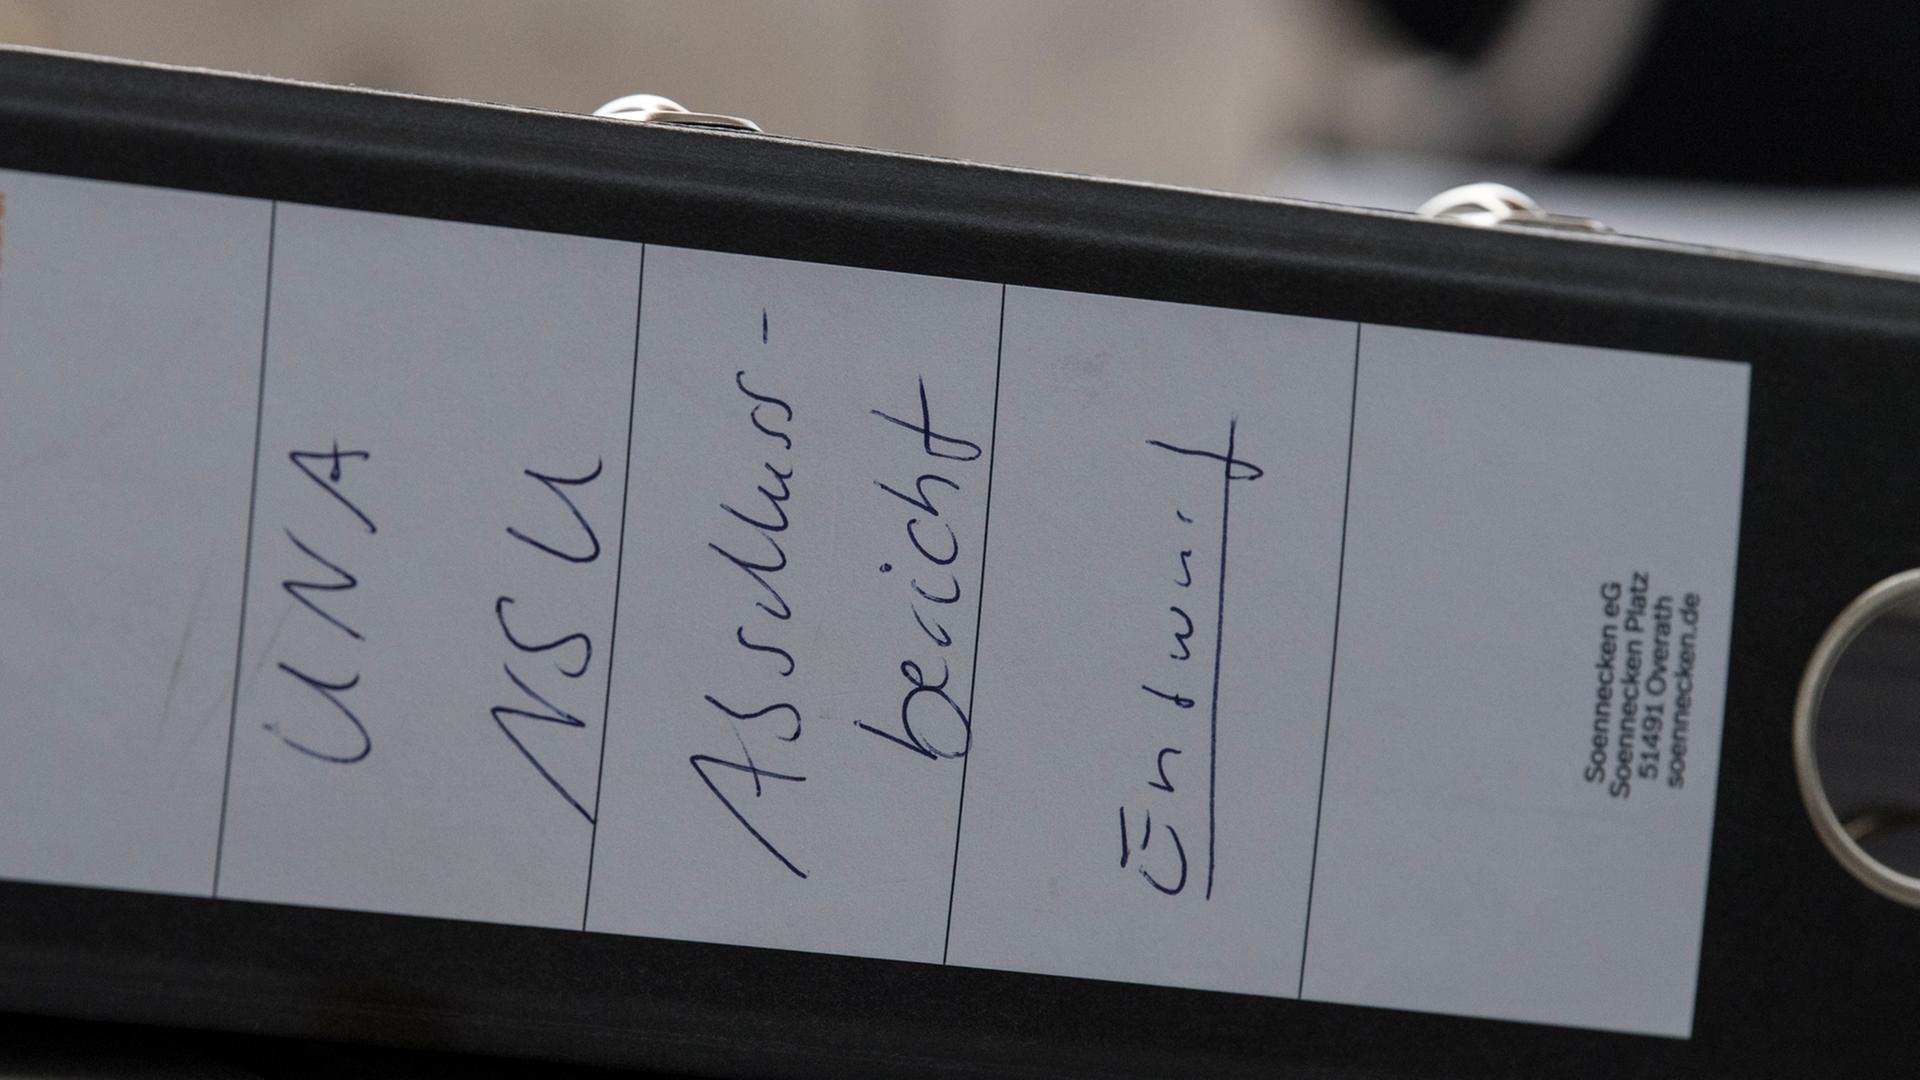 UNA
NSU
Abschluss-
bericht
Entwurf
Soennecken eG
Soennecken Platz
51491 Overath
soennecken.de